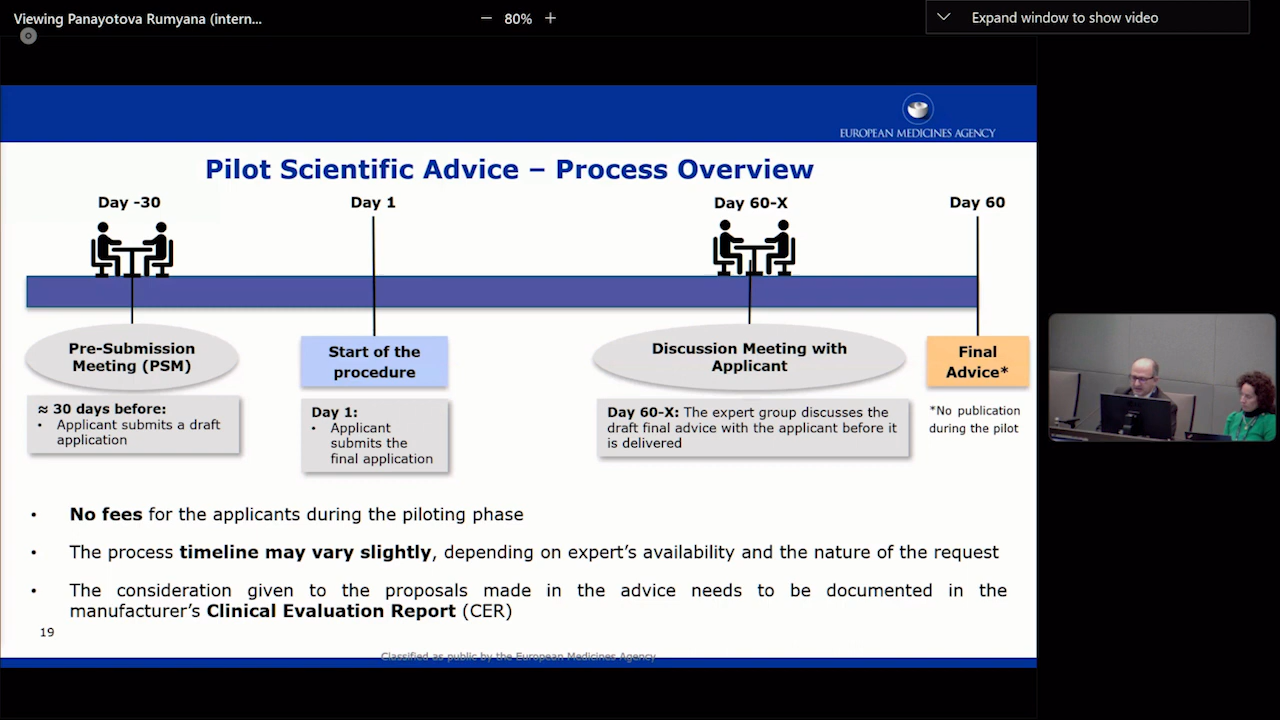 Viewing Panayotova Rumyana (intern...
80%
Expand window to show video
EUROPEAN MEDICINES AGENCY
Pilot Scientific Advice – Process Overview
Day -30
Day 1
Day 60-X
Day 60
Pre-Submission
Meeting (PSM)
Start of the
procedure
Discussion Meeting with
Applicant
Final
Advice*
≈ 30 days before:
• Applicant submits a draft
application
Day 1:
• Applicant
submits the
final application
Day 60-X: The expert group discusses the
draft final advice with the applicant before it
is delivered
*No publication
during the pilot
• No fees for the applicants during the piloting phase
• The process timeline may vary slightly, depending on expert’s availability and the nature of the request
• The consideration given to the proposals made in the advice needs to be documented in the
manufacturer’s Clinical Evaluation Report (CER)
19
Classified as public by the European Medicines Agency